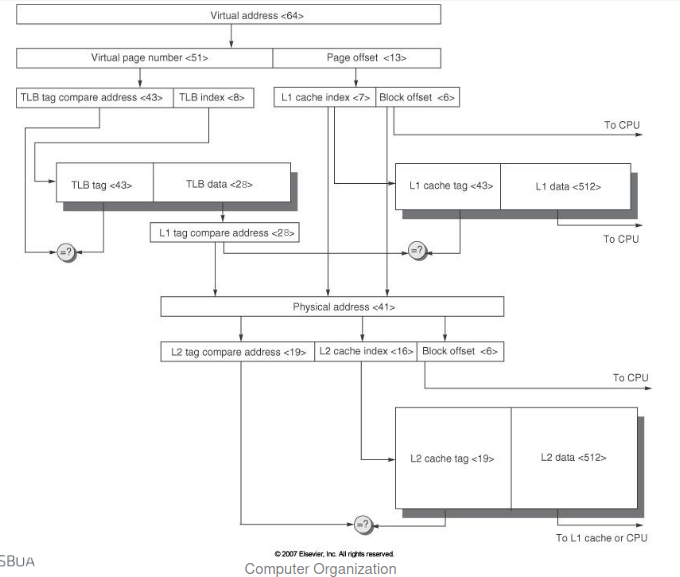 Virtual address <64>
Virtual page number <51> Page offset <13>
TLB tag compare address <43> TLB index <8> L1 cache index <7> Block offset <6>
To CPU
TLB tag <43> TLB data <28> L1 cache tag <43> L1 data <512>
L1 tag compare address <28>
To CPU
=? =?
Physical address <41>
L2 tag compare address <19> L2 cache index <16> Block offset <6>
To CPU
L2 cache tag <19> L2 data <512>
=?
To L1 cache or CPU
© 2007 Elsevier, Inc. All rights reserved.
SBUA
Computer Organization